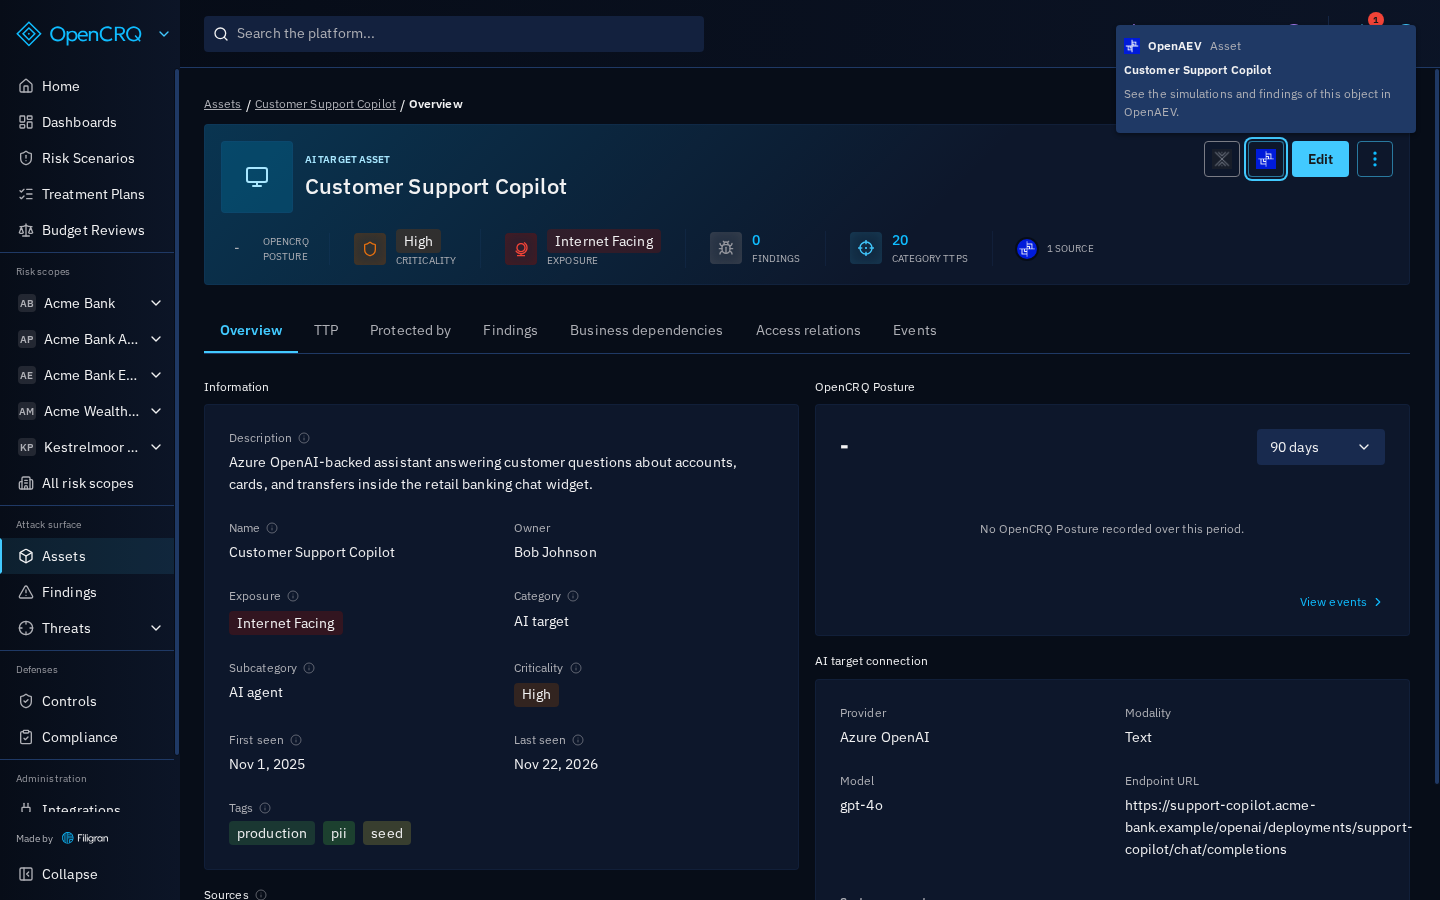 OpenCRQ
Search the platform...
1
OpenAEV Asset
Customer Support Copilot
See the simulations and findings of this object in
OpenAEV.
Home
Dashboards
Risk Scenarios
Treatment Plans
Budget Reviews
Risk scopes
AB Acme Bank
AP Acme Bank A...
AE Acme Bank E...
AM Acme Wealth...
KP Kestrelmoor ...
All risk scopes
Attack surface
Assets
Findings
Threats
Defenses
Controls
Compliance
Administration
Integrations
Made by Filigran
Collapse
Assets / Customer Support Copilot / Overview
AI TARGET ASSET
Customer Support Copilot
Edit
- OPENCRQ
POSTURE
High
CRITICALITY
Internet Facing
EXPOSURE
0
FINDINGS
20
CATEGORY TTPS
1 SOURCE
Overview TTP Protected by Findings Business dependencies Access relations Events
Information
Description
Azure OpenAI-backed assistant answering customer questions about accounts,
cards, and transfers inside the retail banking chat widget.
Name Owner
Customer Support Copilot Bob Johnson
Exposure Category
Internet Facing AI target
Subcategory Criticality
AI agent High
First seen Last seen
Nov 1, 2025 Nov 22, 2026
Tags
production pii seed
Sources
OpenCRQ Posture
- 90 days
No OpenCRQ Posture recorded over this period.
View events
AI target connection
Provider Modality
Azure OpenAI Text
Model Endpoint URL
gpt-4o https://support-copilot.acme-
bank.example/openai/deployments/support-
copilot/chat/completions